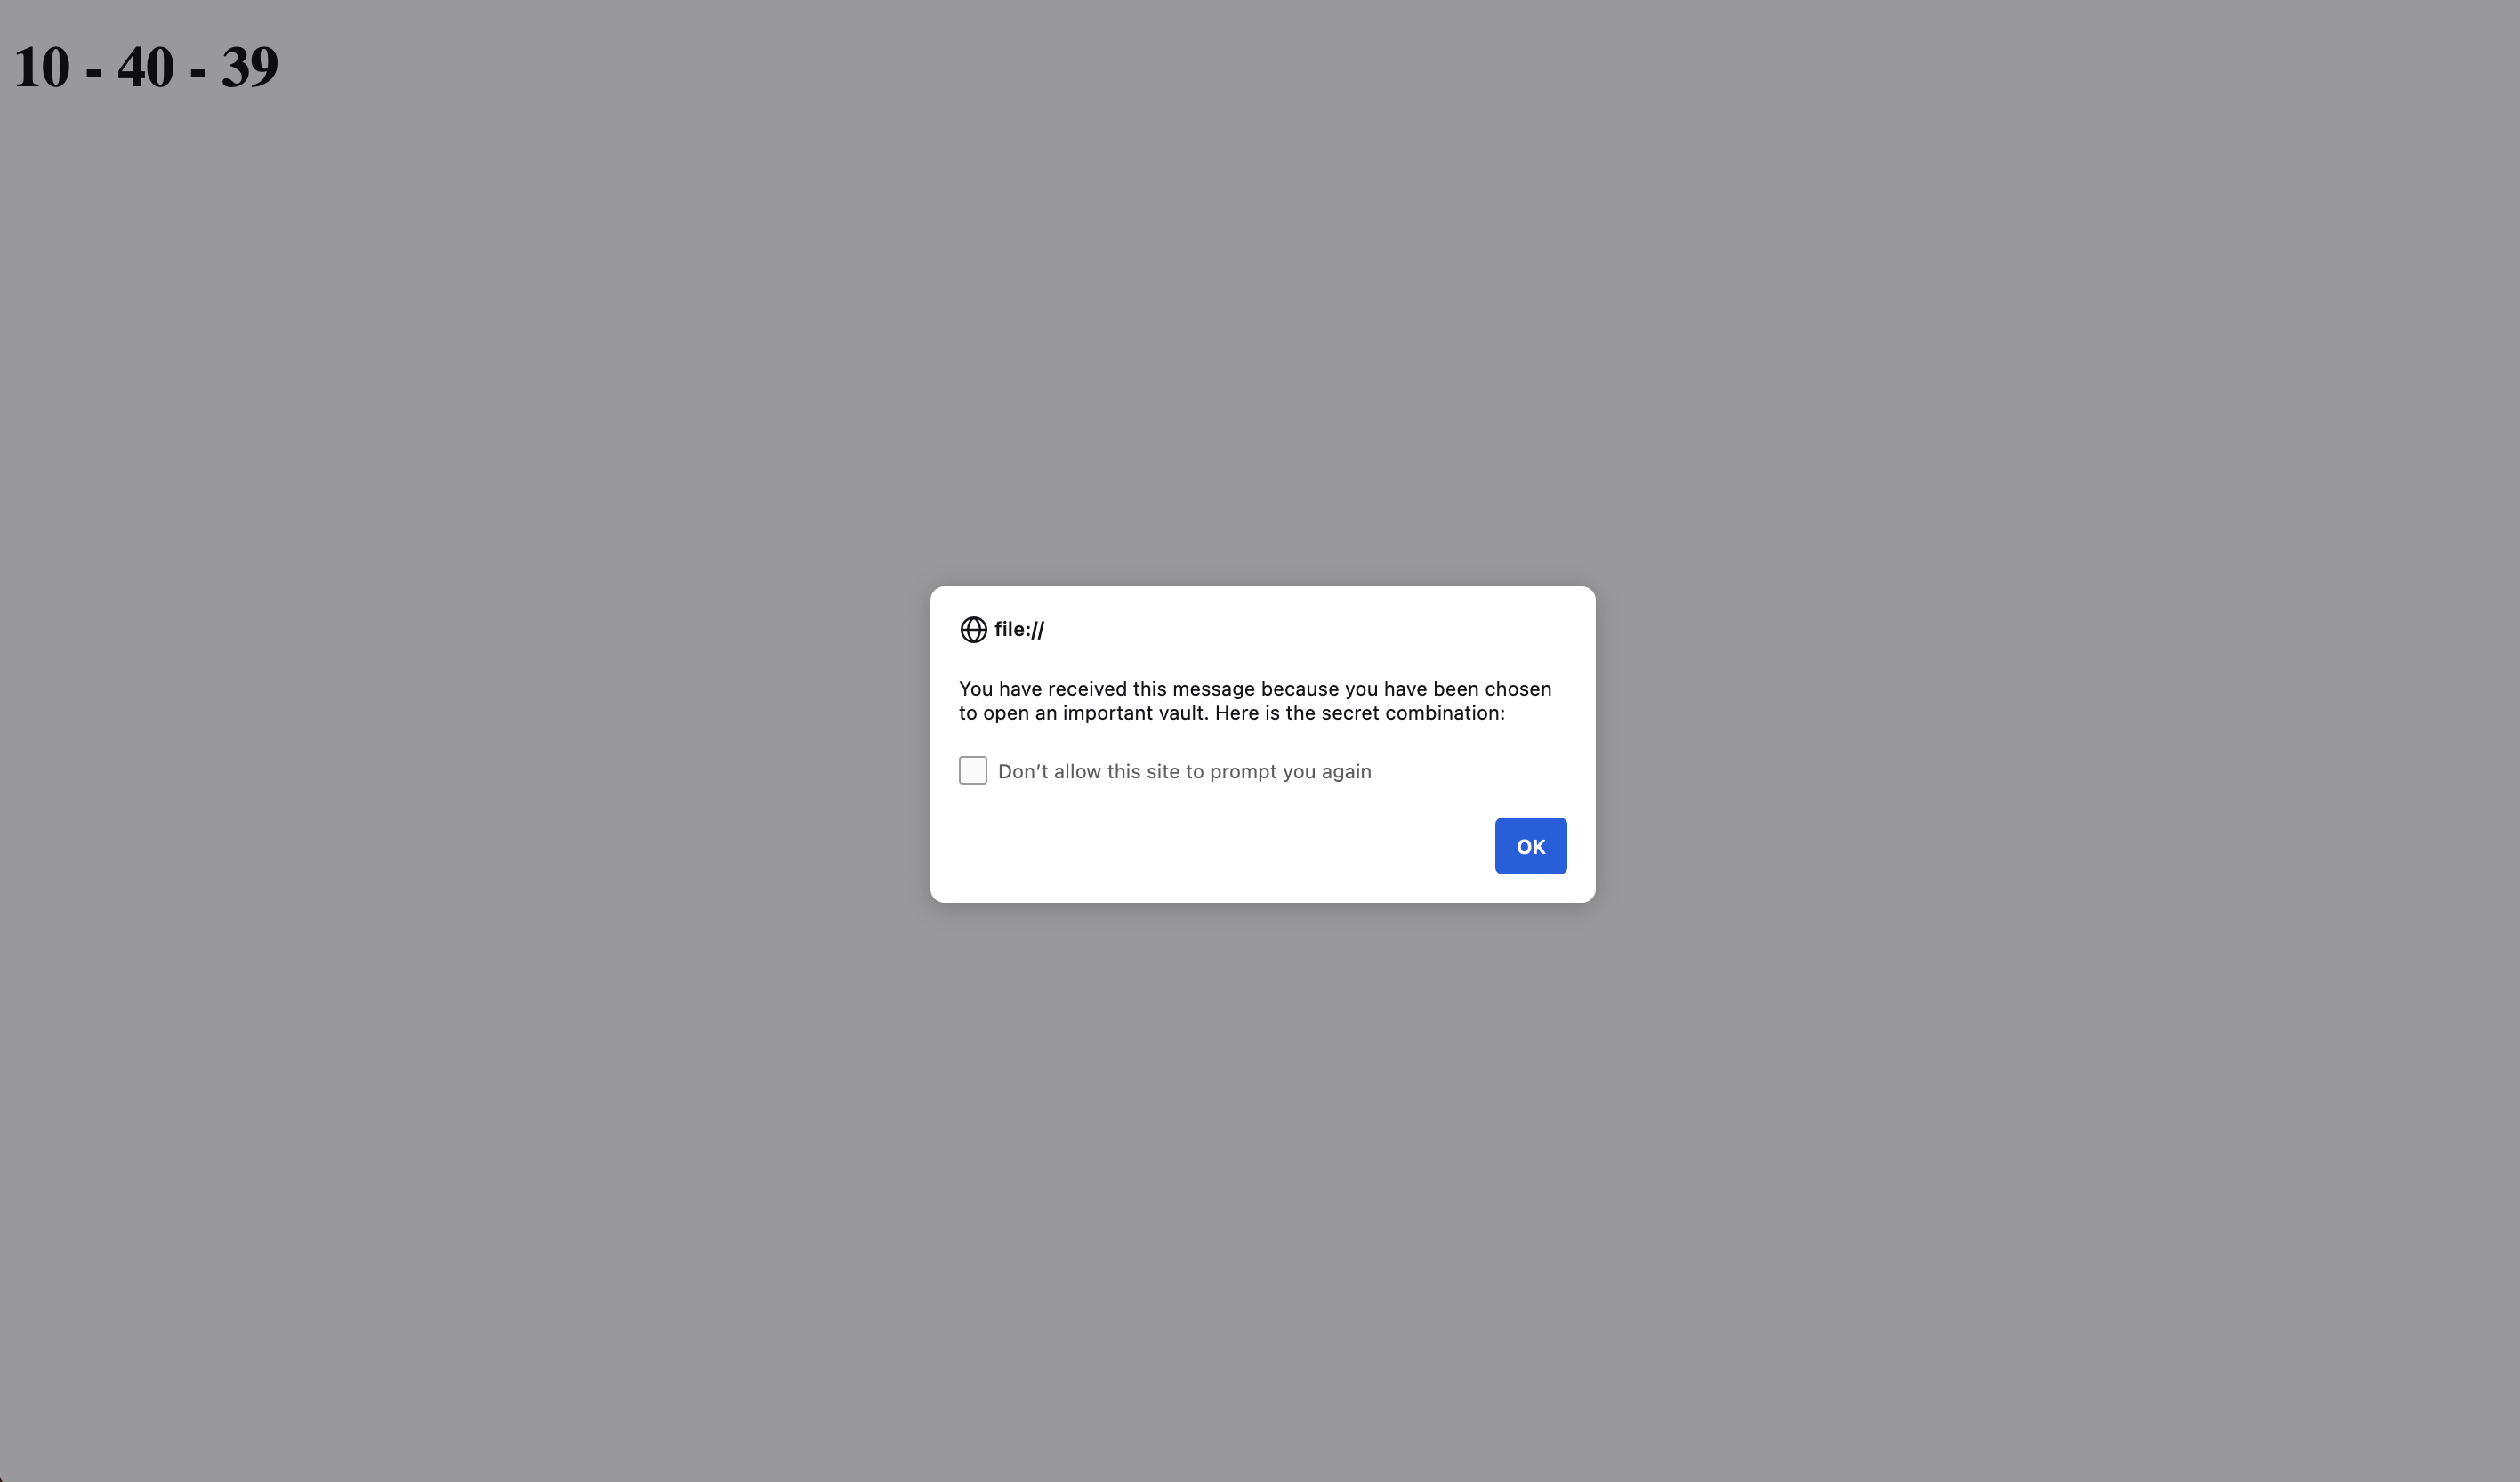 10 - 40 - 39
file://
You have received this message because you have been chosen
to open an important vault. Here is the secret combination:
Don’t allow this site to prompt you again
OK